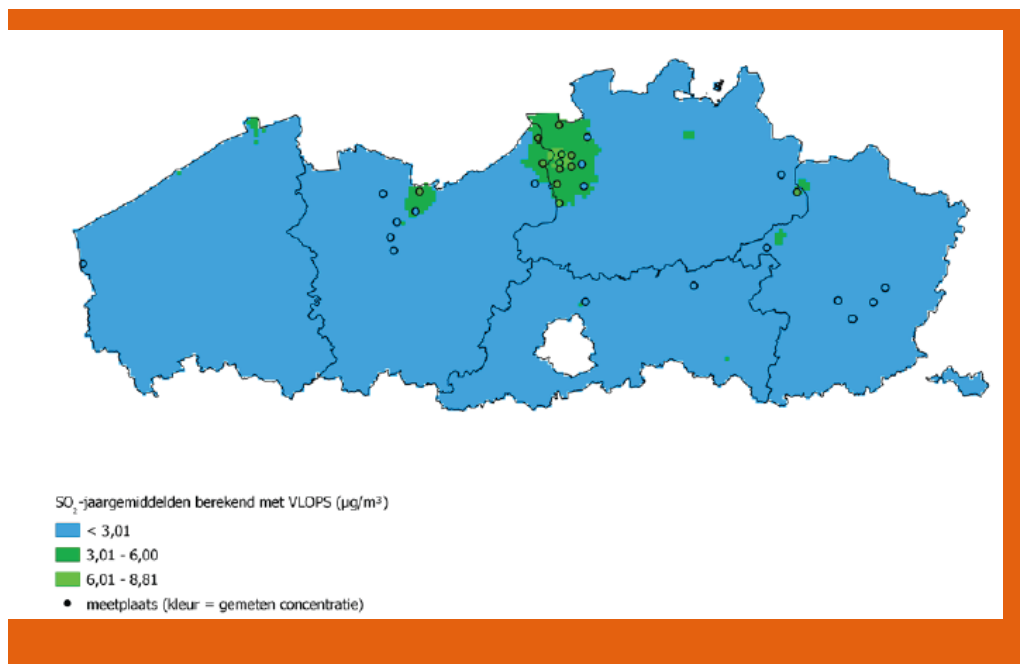 SO₂-jaargemiddelden berekend met VLOPS (µg/m³)
< 3,01
3,01 - 6,00
6,01 - 8,81
meetplaats (kleur = gemeten concentratie)